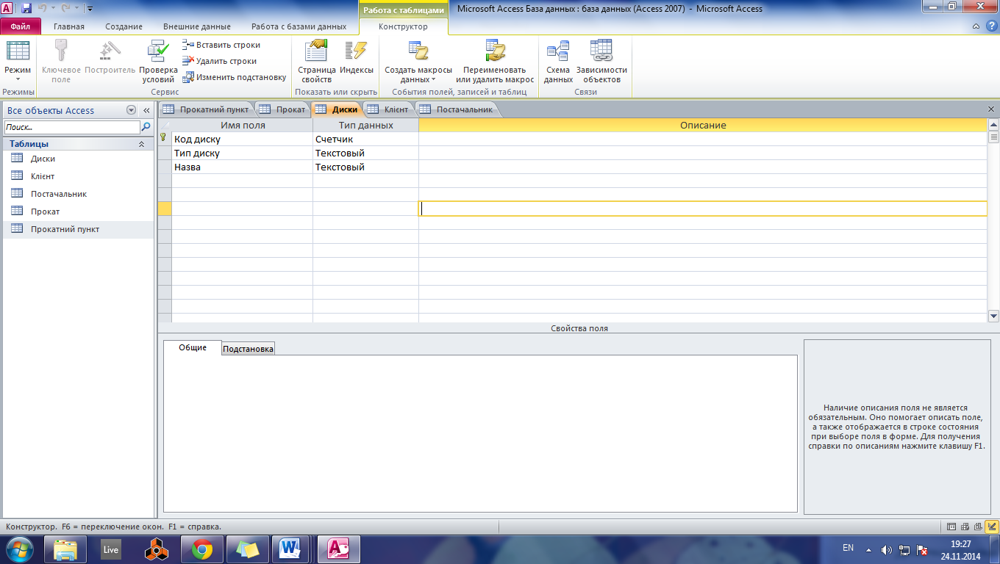 Работа с таблицами
Microsoft Access База данных : база данных (Access 2007) - Microsoft Access
Файл Главная Создание Внешние данные Работа с базами данных Конструктор
Режим
Ключевое поле
Построитель
Проверка условий
Вставить строки
Удалить строки
Изменить подстановку
Страница свойств
Индексы
Создать макросы данных
Переименовать или удалить макрос
Схема данных
Зависимости объектов
Режимы Сервис Показать или скрыть События полей, записей и таблиц Связи
Все объекты Access
Поиск...
Таблицы
Диски
Клієнт
Постачальник
Прокат
Прокатний пункт
Прокатний пункт Прокат Диски Клієнт Постачальник
Имя поля Тип данных Описание
Код диску Счетчик
Тип диску Текстовый
Назва Текстовый
Свойства поля
Общие Подстановка
Наличие описания поля не является
обязательным. Оно помогает описать поле,
а также отображается в строке состояния
при выборе поля в форме. Для получения
справки по описаниям нажмите клавишу F1.
Конструктор. F6 = переключение окон. F1 = справка.
Live
EN
19:27
24.11.2014